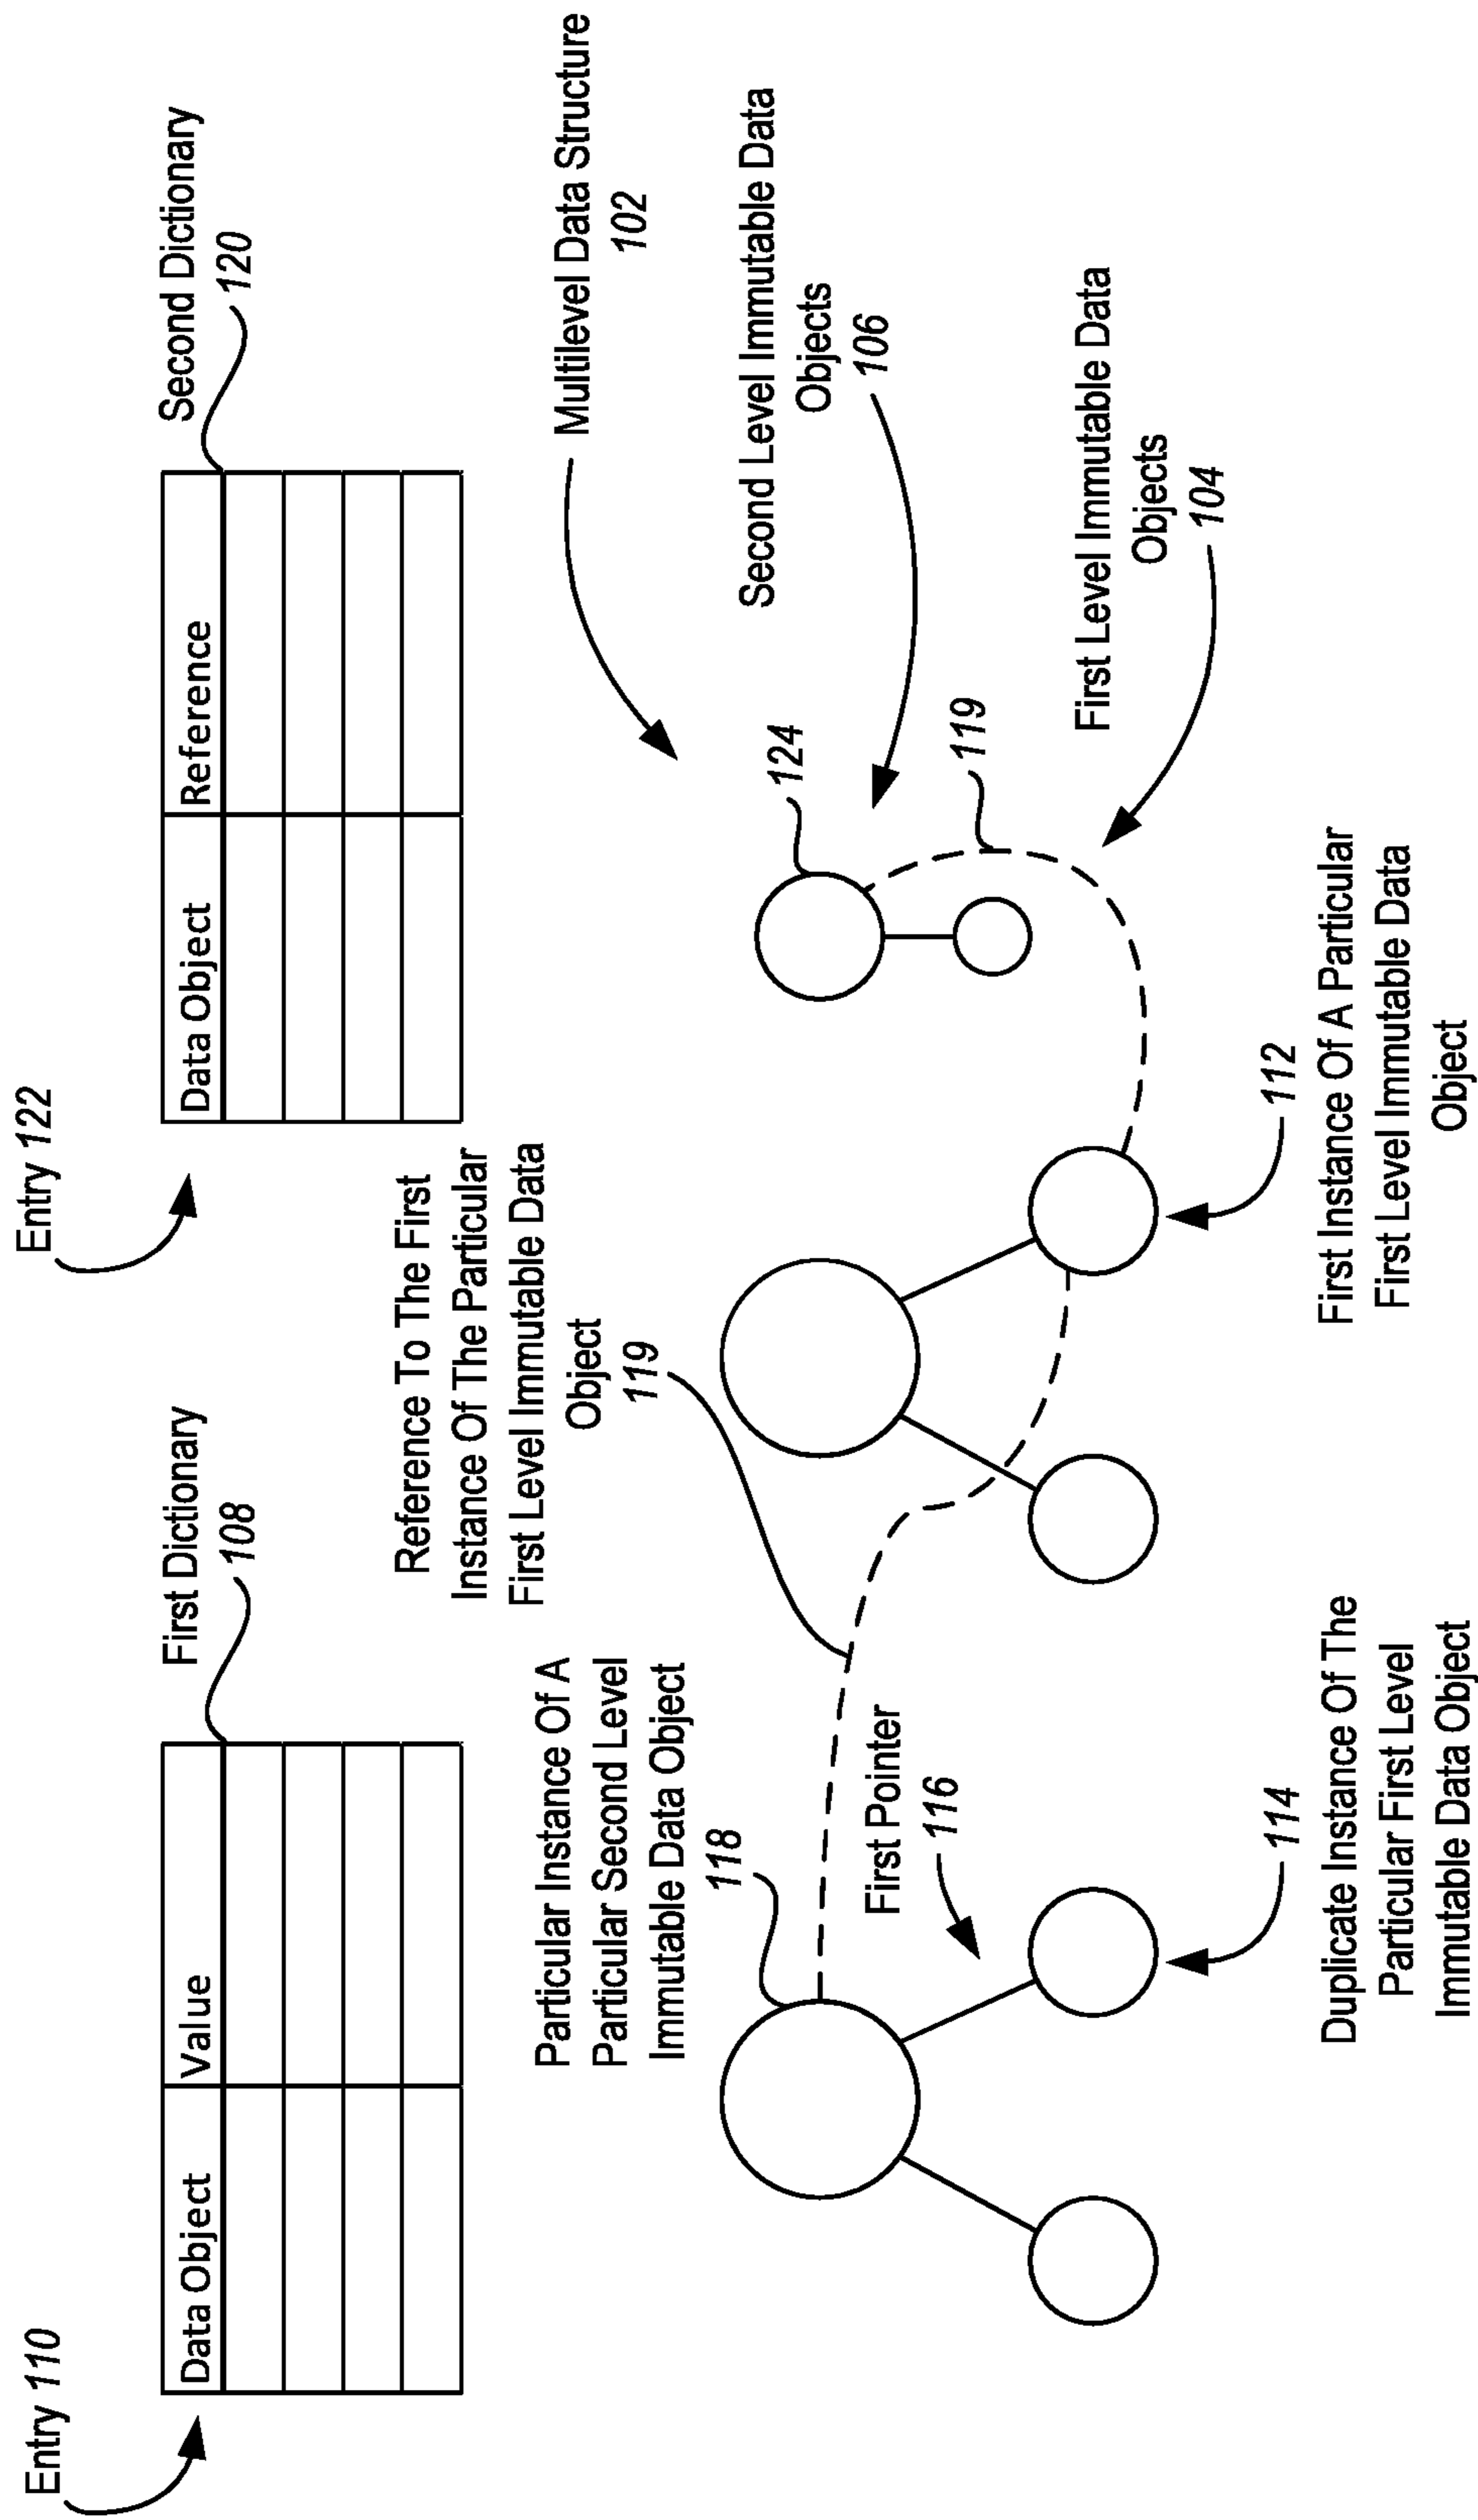 Entry 110
Entry 122
First Dictionary
108
Second Dictionary
120
Data Object
Value
Data Object
Reference
Reference To The First
Instance Of The Particular
First Level Immutable Data
Object
119
Multilevel Data Structure
102
Particular Instance Of A
Particular Second Level
Immutable Data Object
118
Second Level Immutable Data
Objects
106
124
First Pointer
116
119
First Level Immutable Data
Objects
104
114
Duplicate Instance Of The
Particular First Level
Immutable Data Object
112
First Instance Of A Particular
First Level Immutable Data
Object